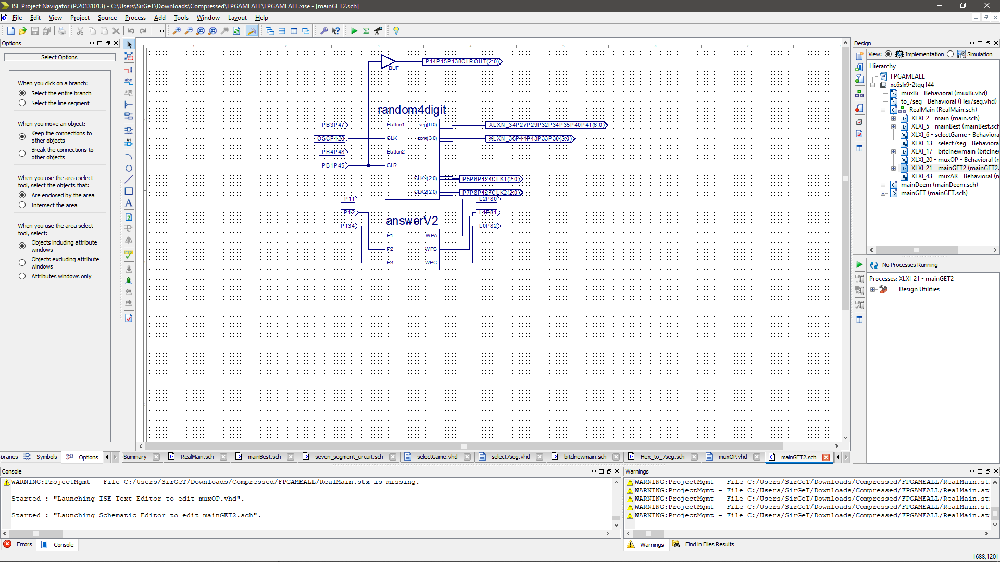 ISE Project Navigator (P.20131013) - C:\Users\SirGeT\Downloads\Compressed\FPGAMEALL\FPGAMEALL.xise - [mainGET2.sch]
File Edit View Project Source Process Add Tools Window Layout Help
Options
Select Options
When you click on a branch:
Select the entire branch
Select the line segment
When you move an object:
Keep the connections to
other objects
Break the connections to
other objects
When you use the area select
tool, select the objects that:
Are enclosed by the area
Intersect the area
When you use the area select
tool, select:
Objects including attribute
windows
Objects excluding attribute
windows
Attributes windows only
oraries Symbols Options
BUF
P14P15P138CLROUT(2:0)
random4digit
PB3P47 Button1 seg(6:0) XLXN_34P27P29P32P34P35P40P41(6:0)
OSCP123 CLK com(3:0) XLXN_35P44P43P33P30(3:0)
PB4P48 Button2
PB1P45 CLR
CLK1(2:0) P5P6P124CLK1(2:0)
CLK2(2:0) P7P8P127CLK2(2:0)
P11 L2P80
P12 L1P81
P134 L0P82
answerV2
P1 WPA
P2 WPB
P3 WPC
Summary RealMain.sch mainBest.sch seven_segment_circuit.sch selectGame.vhd select7seg.vhd bitclnewmain.sch Hex_to_7seg.sch muxOP.vhd mainGET2.sch
Design
View: Implementation Simulation
Hierarchy
FPGAMEALL
xc6slx9-2tqg144
muxBi - Behavioral (muxBi.vhd)
to_7seg - Behavioral (Hex7seg.vhd)
RealMain (RealMain.sch)
XLXI_2 - main (main.sch)
XLXI_5 - mainBest (mainBest.sch
XLXI_6 - selectGame - Behaviora
XLXI_13 - select7seg - Behaviora
XLXI_17 - bitclnewmain (bitclnew
XLXI_20 - muxOP - Behavioral (n
XLXI_21 - mainGET2 (mainGET2.
XLXI_43 - muxAR - Behavioral (n
mainDeem (mainDeem.sch)
mainGET (mainGET.sch)
No Processes Running
Processes: XLXI_21 - mainGET2
Design Utilities
Console
WARNING:ProjectMgmt - File C:/Users/SirGeT/Downloads/Compressed/FPGAMEALL/RealMain.stx is missing.
Started : "Launching ISE Text Editor to edit muxOP.vhd".
Started : "Launching Schematic Editor to edit mainGET2.sch".
Errors Console
Warnings
WARNING:ProjectMgmt - File C:/Users/SirGeT/Downloads/Compressed/FPGAMEALL/RealMain.st
WARNING:ProjectMgmt - File C:/Users/SirGeT/Downloads/Compressed/FPGAMEALL/RealMain.st
WARNING:ProjectMgmt - File C:/Users/SirGeT/Downloads/Compressed/FPGAMEALL/RealMain.st
WARNING:ProjectMgmt - File C:/Users/SirGeT/Downloads/Compressed/FPGAMEALL/RealMain.st
WARNING:ProjectMgmt - File C:/Users/SirGeT/Downloads/Compressed/FPGAMEALL/RealMain.st
Warnings Find in Files Results
[688,120]